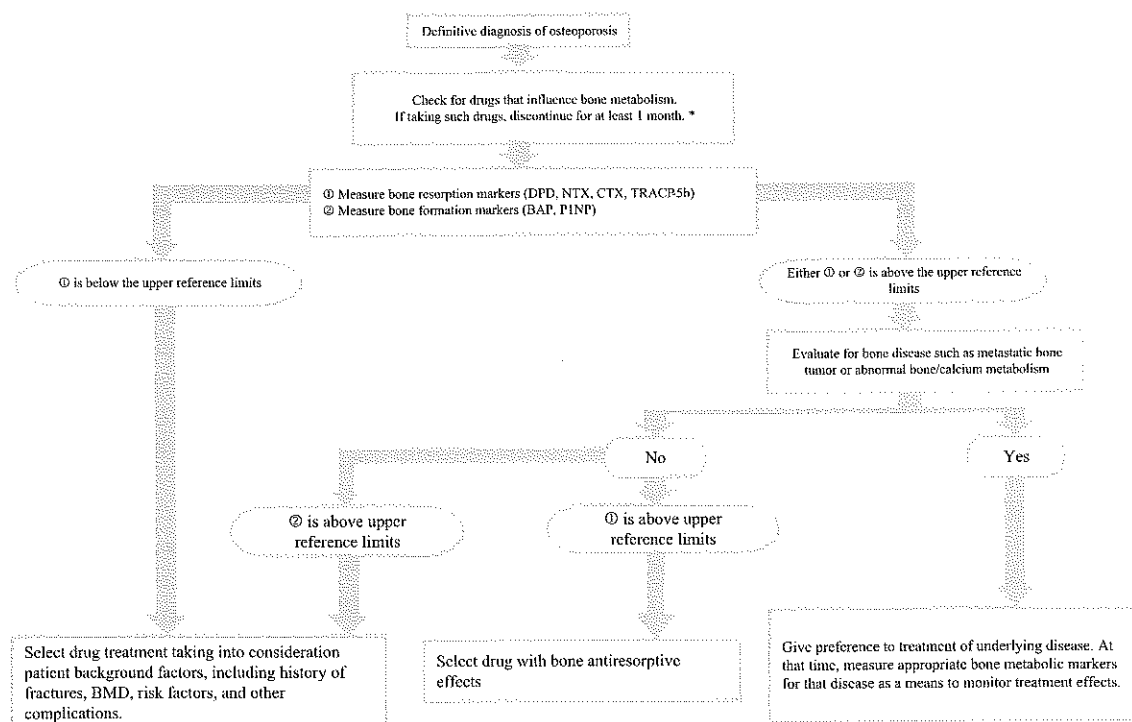 Definitive diagnosis of osteoporosis
Check for drugs that influence bone metabolism.
If taking such drugs, discontinue for at least 1 month. *
① Measure bone resorption markers (DPD, NTX, CTX, TRACP-5b)
② Measure bone formation markers (BAP, P1NP)
① is below the upper reference limits
Either ① or ② is above the upper reference
limits
Evaluate for bone disease such as metastatic bone
tumor or abnormal bone/calcium metabolism
No
Yes
② is above upper
reference limits
① is above upper
reference limits
Select drug treatment taking into consideration
patient background factors, including history of
fractures, BMD, risk factors, and other
complications.
Select drug with bone antiresorptive
effects
Give preference to treatment of underlying disease. At
that time, measure appropriate bone metabolic markers
for that disease as a means to monitor treatment effects.